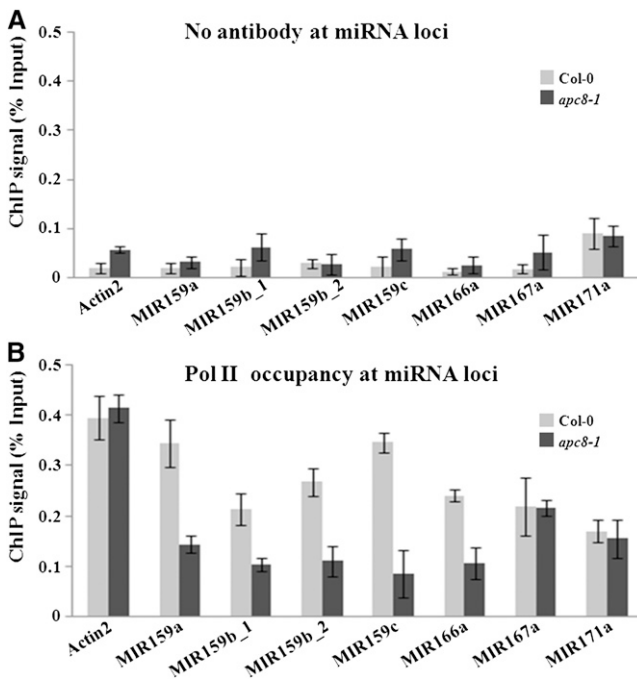 A
No antibody at miRNA loci
ChIP signal (% Input)
0.5
0.4
0.3
0.2
0.1
0
Col-0
apc8-1
Actin2
MIR159a
MIR159b_1
MIR159b_2
MIR159c
MIR166a
MIR167a
MIR171a
B
Pol II occupancy at miRNA loci
ChIP signal (% Input)
0.5
0.4
0.3
0.2
0.1
0
Col-0
apc8-1
Actin2
MIR159a
MIR159b_1
MIR159b_2
MIR159c
MIR166a
MIR167a
MIR171a